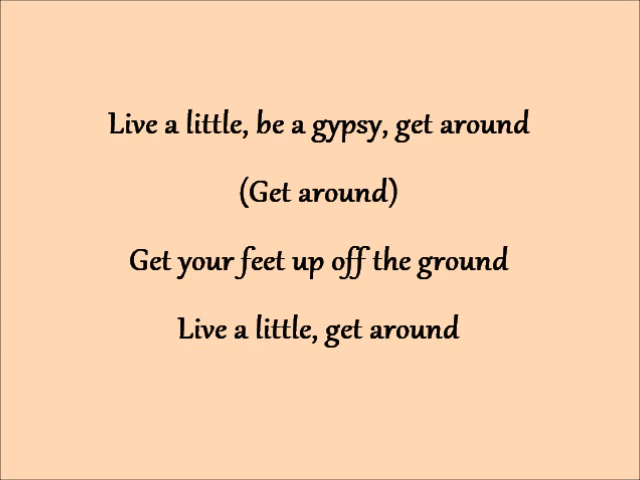 Live a little, be a gypsy, get around
(Get around)
Get your feet up off the ground
Live a little, get around